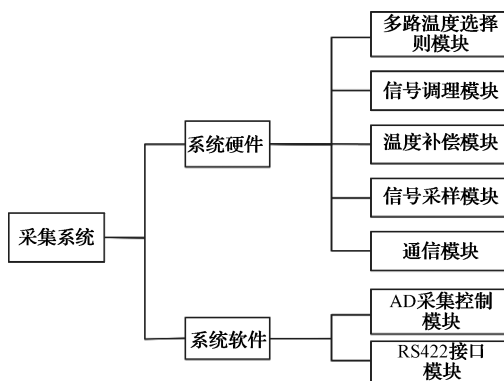 多路温度选择
则模块
信号调理模块
系统硬件
温度补偿模块
信号采样模块
采集系统
通信模块
AD采集控制
模块
系统软件
RS422接口
模块